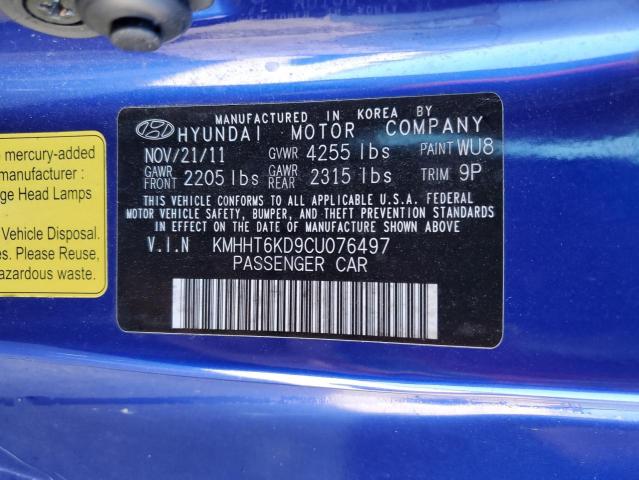 MANUFACTURED IN KOREA BY
HYUNDAI MOTOR COMPANY
NOV/21/11 GVWR 4255 lbs PAINT WU8
GAWR FRONT 2205 lbs GAWR REAR 2315 lbs TRIM 9P
THIS VEHICLE CONFORMS TO ALL APPLICABLE U.S.A. FEDERAL
MOTOR VEHICLE SAFETY, BUMPER, AND THEFT PREVENTION STANDARDS
IN EFFECT ON THE DATE OF MANUFACTURE SHOWN ABOVE.
V.I.N KMHHT6KD9CU076497
PASSENGER CAR
mercury-added
manufacturer :
ge Head Lamps
Vehicle Disposal.
es. Please Reuse,
azardous waste.